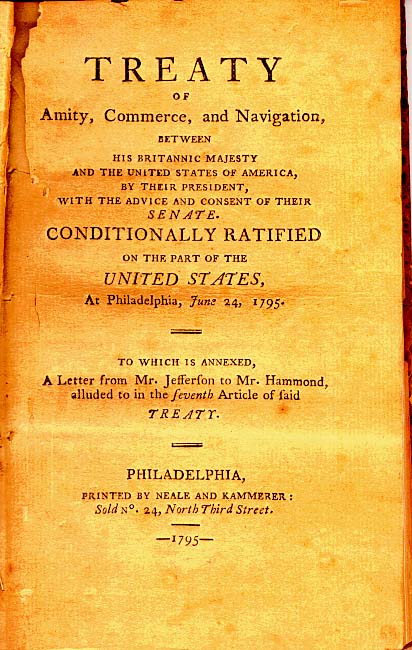 TREATY
OF
Amity, Commerce, and Navigation,
BETWEEN
HIS BRITANNIC MAJESTY
AND THE UNITED STATES OF AMERICA,
BY THEIR PRESIDENT,
WITH THE ADVICE AND CONSENT OF THEIR
SENATE.
CONDITIONALLY RATIFIED
ON THE PART OF THE
UNITED STATES,
At Philadelphia, June 24, 1795.
TO WHICH IS ANNEXED,
A Letter from Mr. Jefferſon to Mr. Hammond,
alluded to in the ſeventh Article of ſaid
TREATY.
PHILADELPHIA,
PRINTED BY NEALE AND KAMMERER:
Sold Nº. 24, North Third Street.
—1795—